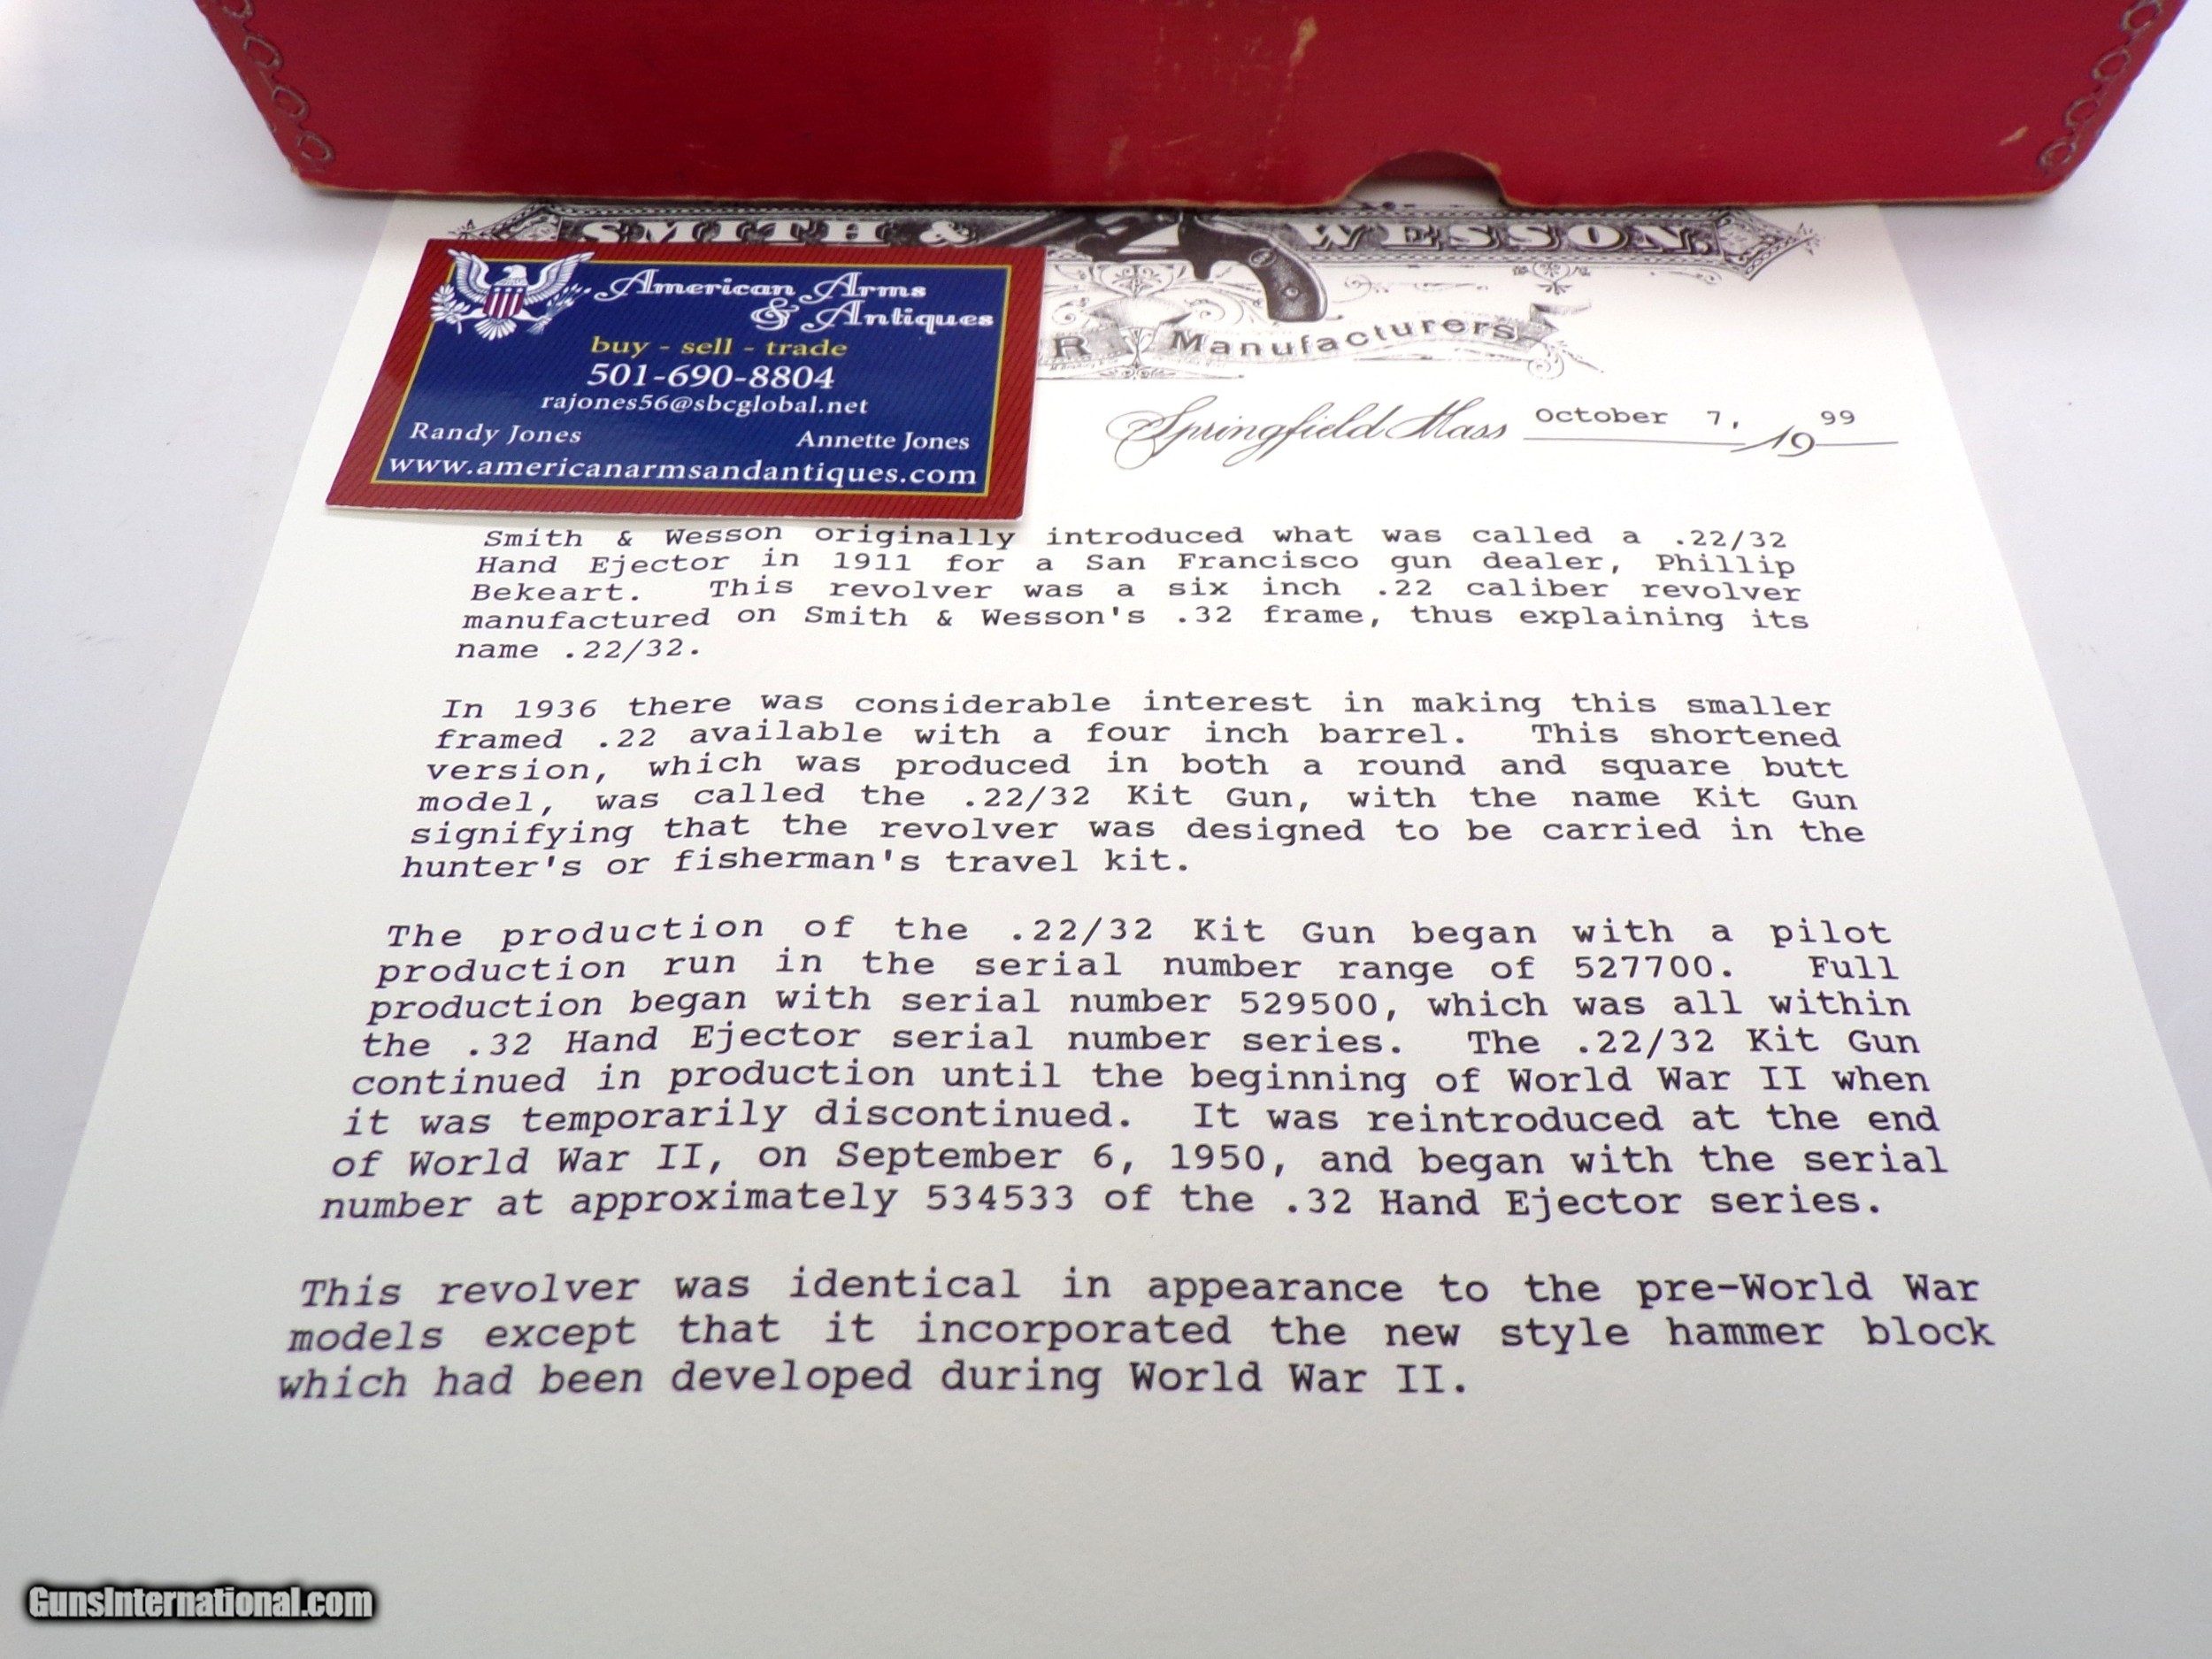 SMITH & WESSON,
R Manufacturers
American Arms
& Antiques
buy - sell - trade
501-690-8804
rajones56@sbcglobal.net
Randy Jones Annette Jones
www.americanarmsandantiques.com
Springfield Mass October 7, 1999
Smith & Wesson originally introduced what was called a .22/32
Hand Ejector in 1911 for a San Francisco gun dealer, Phillip
Bekeart. This revolver was a six inch .22 caliber revolver
manufactured on Smith & Wesson's .32 frame, thus explaining its
name .22/32.
In 1936 there was considerable interest in making this smaller
framed .22 available with a four inch barrel. This shortened
version, which was produced in both a round and square butt
model, was called the .22/32 Kit Gun, with the name Kit Gun
signifying that the revolver was designed to be carried in the
hunter's or fisherman's travel kit.
The production of the .22/32 Kit Gun began with a pilot
production run in the serial number range of 527700. Full
production began with serial number 529500, which was all within
the .32 Hand Ejector serial number series. The .22/32 Kit Gun
continued in production until the beginning of World War II when
it was temporarily discontinued. It was reintroduced at the end
of World War II, on September 6, 1950, and began with the serial
number at approximately 534533 of the .32 Hand Ejector series.
This revolver was identical in appearance to the pre-World War
models except that it incorporated the new style hammer block
which had been developed during World War II.
GunsInternational.com